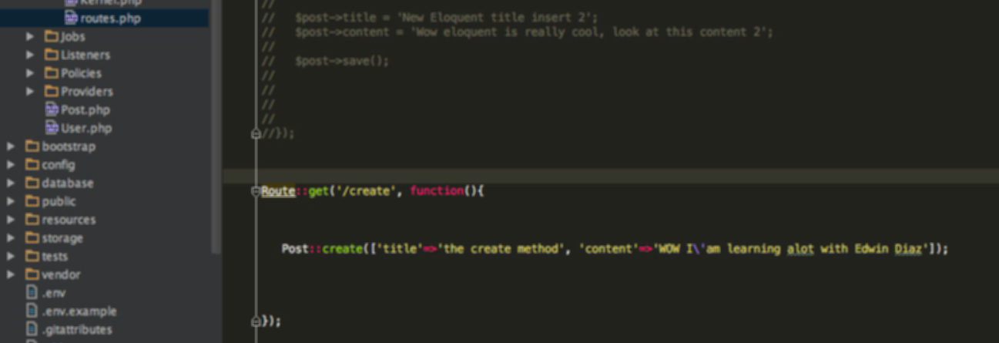 Kernel.php
routes.php
Jobs
Listeners
Policies
Providers
Post.php
User.php
bootstrap
config
database
public
resources
storage
tests
vendor
.env
.env.example
.gitattributes
//
//   $post->title = 'New Eloquent title insert 2';
//   $post->content = 'Wow eloquent is really cool, look at this content 2';
//
//   $post->save();
//
//
//
//
//});
Route::get('/create', function(){
Post::create(['title'=>'the create method', 'content'=>'WOW I\'am learning alot with Edwin Diaz']);
});